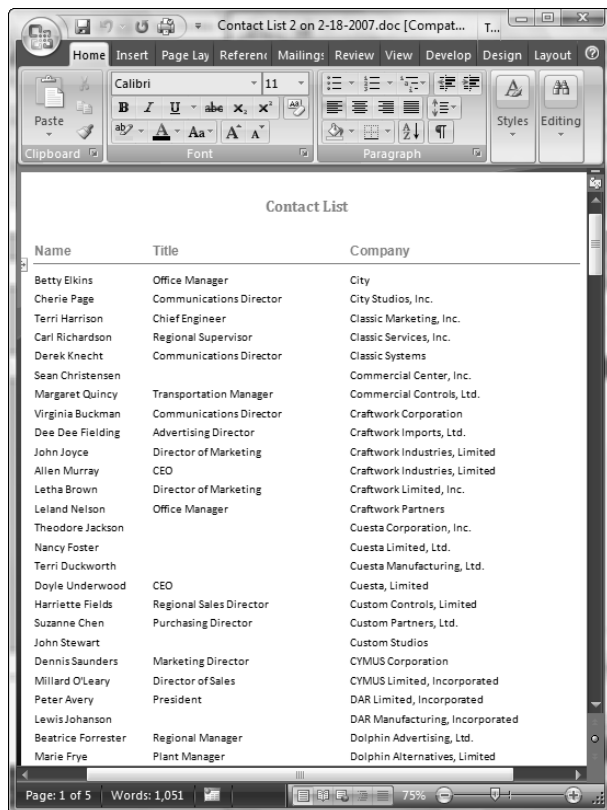 Contact List 2 on 2-18-2007.doc [Compat... T...
Home Insert Page Lay Referenc Mailings Review View Develop Design Layout
Calibri 11
B I U abe x₂ x²
Paste
ab A Aa A A
Styles Editing
Clipboard Font Paragraph
Contact List
Name Title Company
Betty Elkins Office Manager City
Cherie Page Communications Director City Studios, Inc.
Terri Harrison Chief Engineer Classic Marketing, Inc.
Carl Richardson Regional Supervisor Classic Services, Inc.
Derek Knecht Communications Director Classic Systems
Sean Christensen Commercial Center, Inc.
Margaret Quincy Transportation Manager Commercial Controls, Ltd.
Virginia Buckman Communications Director Craftwork Corporation
Dee Dee Fielding Advertising Director Craftwork Imports, Ltd.
John Joyce Director of Marketing Craftwork Industries, Limited
Allen Murray CEO Craftwork Industries, Limited
Letha Brown Director of Marketing Craftwork Limited, Inc.
Leland Nelson Office Manager Craftwork Partners
Theodore Jackson Cuesta Corporation, Inc.
Nancy Foster Cuesta Limited, Ltd.
Terri Duckworth Cuesta Manufacturing, Ltd.
Doyle Underwood CEO Cuesta, Limited
Harriette Fields Regional Sales Director Custom Controls, Limited
Suzanne Chen Purchasing Director Custom Partners, Ltd.
John Stewart Custom Studios
Dennis Saunders Marketing Director CYMUS Corporation
Millard O'Leary Director of Sales CYMUS Limited, Incorporated
Peter Avery President DAR Limited, Incorporated
Lewis Johanson DAR Manufacturing, Incorporated
Beatrice Forrester Regional Manager Dolphin Advertising, Ltd.
Marie Frye Plant Manager Dolphin Alternatives, Limited
Page: 1 of 5 Words: 1,051 75%